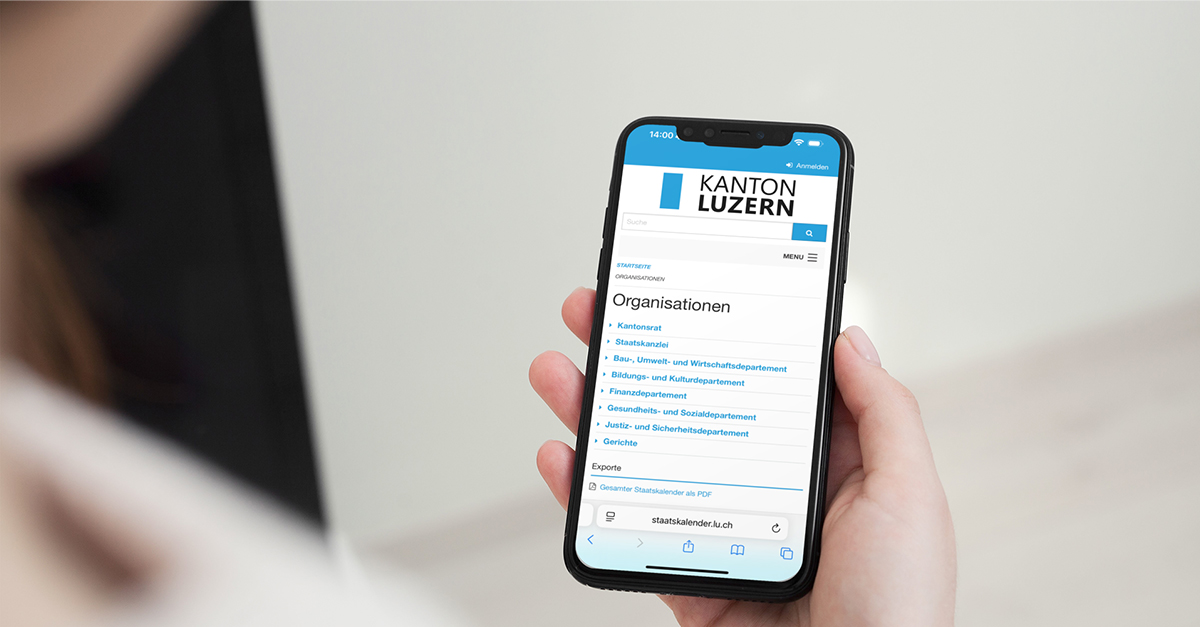 14:00
Anmelden
KANTON
LUZERN
Suche
MENU
STARTSEITE
ORGANISATIONEN
Organisationen
Kantonsrat
Staatskanzlei
Bau-, Umwelt- und Wirtschaftsdepartement
Bildungs- und Kulturdepartement
Finanzdepartement
Gesundheits- und Sozialdepartement
Justiz- und Sicherheitsdepartement
Gerichte
Exporte
Gesamter Staatskalender als PDF
staatskalender.lu.ch